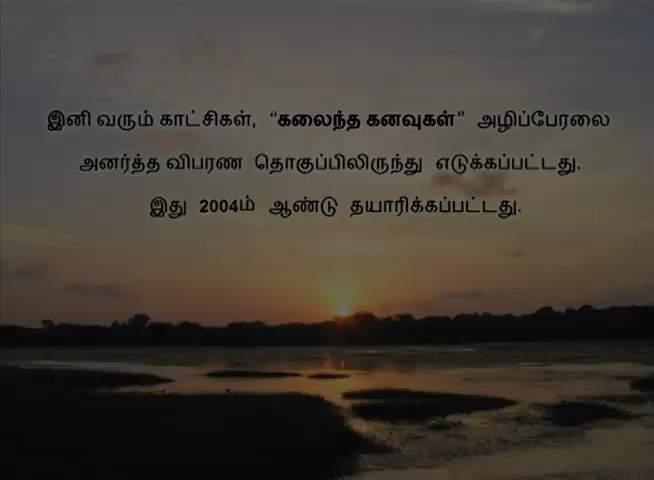 இனி வரும் காட்சிகள், “கலைந்த கனவுகள்” அழிப்பேரலை
அனர்த்த விபரண தொகுப்பிலிருந்து எடுக்கப்பட்டது.
இது 2004ம் ஆண்டு தயாரிக்கப்பட்டது.